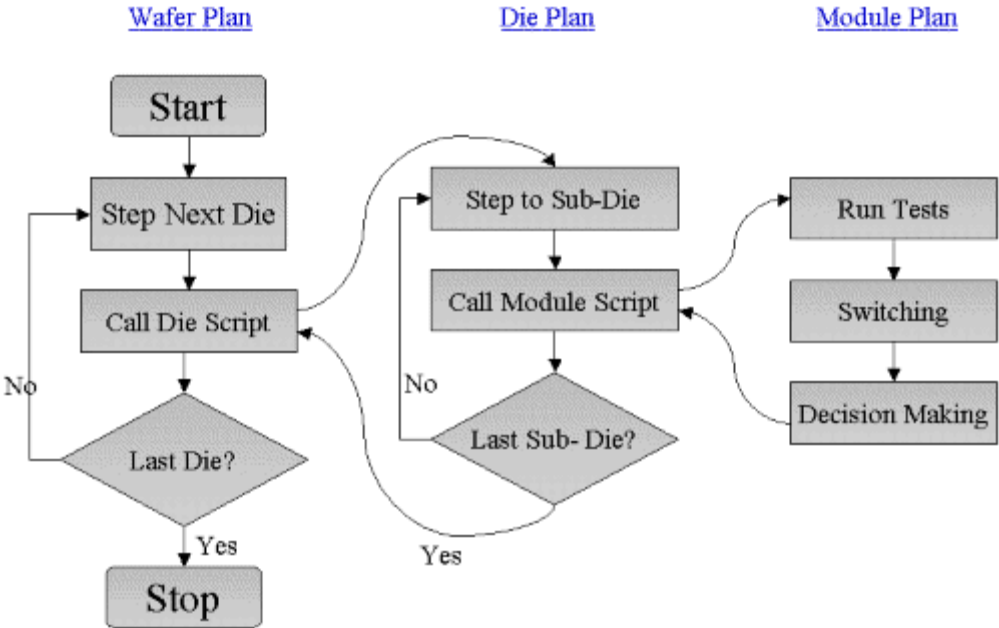 Wafer Plan
Die Plan
Module Plan
Start
Step Next Die
Call Die Script
No
Last Die?
Yes
Stop
Step to Sub-Die
Call Module Script
No
Last Sub- Die?
Yes
Run Tests
Switching
Decision Making